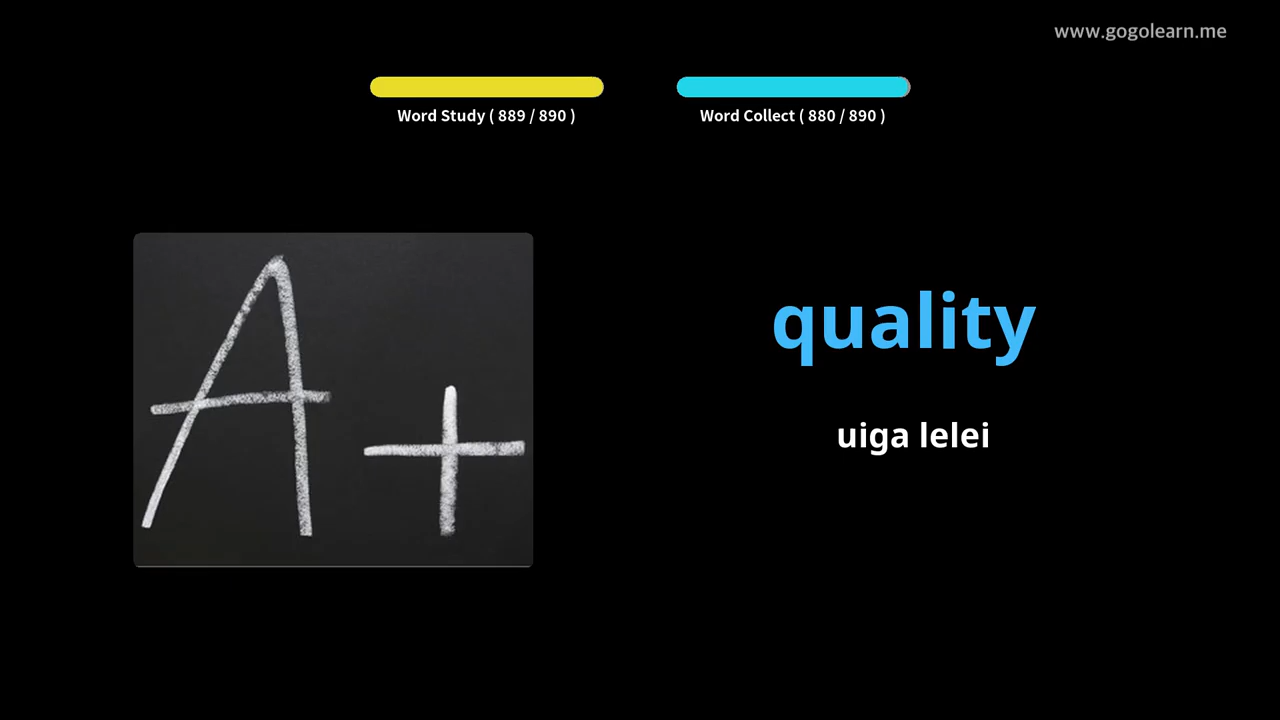 www.gogolearn.me
Word Study ( 889 / 890 )
Word Collect ( 880 / 890 )
A+
quality
uiga lelei